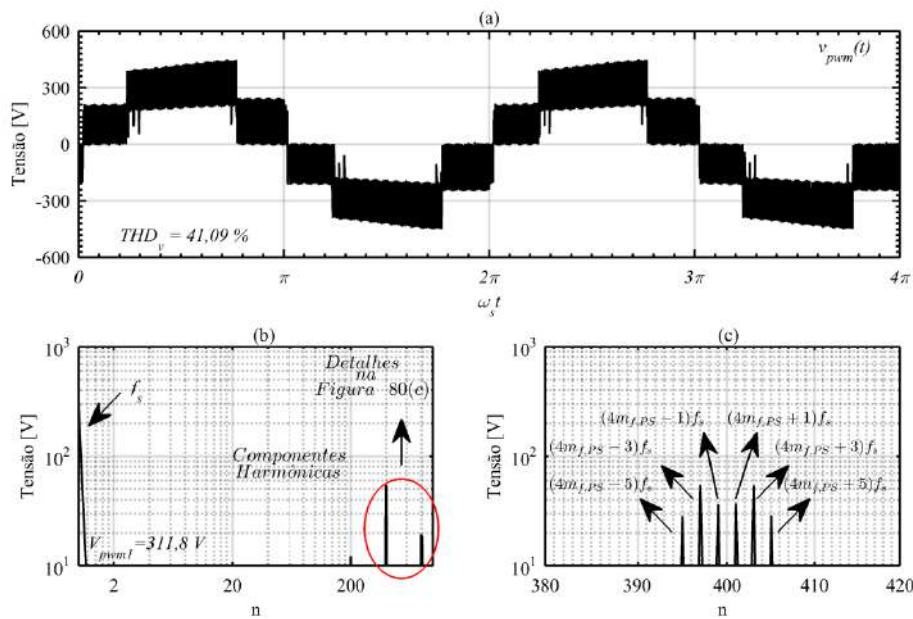 (a)
600
300
0
-300
-600
Tensão [V]
v_pwm(t)
THD_v = 41,09 %
0
π
2π
3π
4π
ω_s t
(b)
10³
10²
10¹
Tensão [V]
f_s
Detalhes
na
Figura 80(c)
Componentes
Harmônicas
V_pwm1=311,8 V
2
20
200
n
(c)
10³
10²
10¹
Tensão [V]
(4m_f,PS − 1)f_s
(4m_f,PS + 1)f_s
(4m_f,PS − 3)f_s
(4m_f,PS + 3)f_s
(4m_f,PS − 5)f_s
(4m_f,PS + 5)f_s
380
390
400
410
420
n